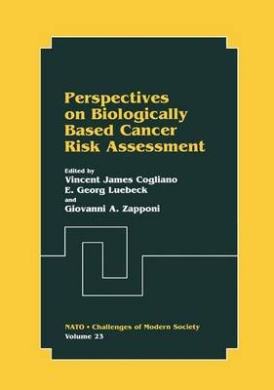 Perspectives
on Biologically
Based Cancer
Risk Assessment
Edited by
Vincent James Cogliano
E. Georg Luebeck
and
Giovanni A. Zapponi
NATO • Challenges of Modern Society
Volume 23